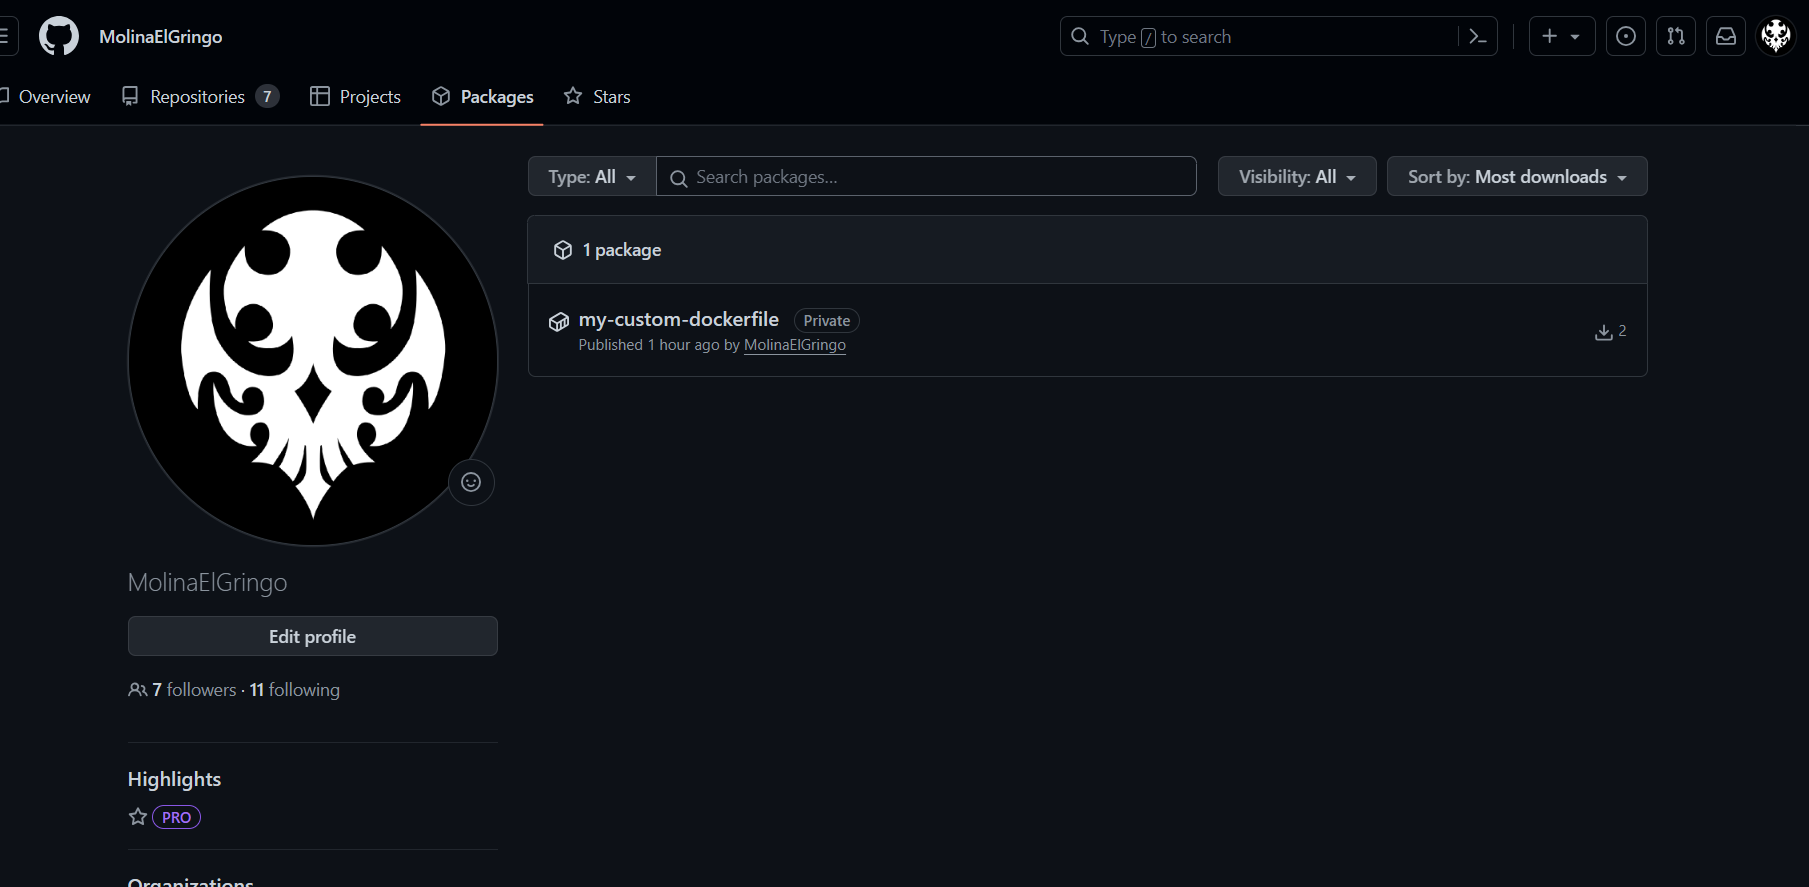 MolinaElGringo
Type / to search
Overview
Repositories 7
Projects
Packages
Stars
Type: All
Search packages...
Visibility: All
Sort by: Most downloads
1 package
my-custom-dockerfile Private
Published 1 hour ago by MolinaElGringo
2
MolinaElGringo
Edit profile
7 followers · 11 following
Highlights
PRO
Organizations